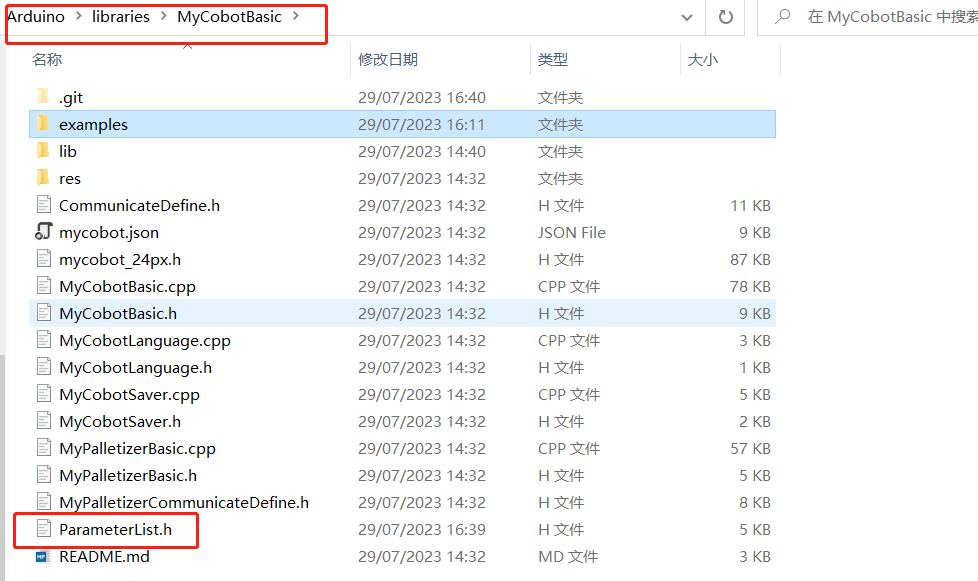 Arduino > libraries > MyCobotBasic > 在 MyCobotBasic 中搜索
名称 修改日期 类型 大小
.git 29/07/2023 16:40 文件夹
examples 29/07/2023 16:11 文件夹
lib 29/07/2023 14:40 文件夹
res 29/07/2023 14:32 文件夹
CommunicateDefine.h 29/07/2023 14:32 H 文件 11 KB
mycobot.json 29/07/2023 14:32 JSON File 9 KB
mycobot_24px.h 29/07/2023 14:32 H 文件 87 KB
MyCobotBasic.cpp 29/07/2023 14:32 CPP 文件 78 KB
MyCobotBasic.h 29/07/2023 14:32 H 文件 9 KB
MyCobotLanguage.cpp 29/07/2023 14:32 CPP 文件 3 KB
MyCobotLanguage.h 29/07/2023 14:32 H 文件 1 KB
MyCobotSaver.cpp 29/07/2023 14:32 CPP 文件 5 KB
MyCobotSaver.h 29/07/2023 14:32 H 文件 2 KB
MyPalletizerBasic.cpp 29/07/2023 14:32 CPP 文件 57 KB
MyPalletizerBasic.h 29/07/2023 14:32 H 文件 5 KB
MyPalletizerCommunicateDefine.h 29/07/2023 14:32 H 文件 8 KB
ParameterList.h 29/07/2023 16:39 H 文件 5 KB
README.md 29/07/2023 14:32 MD 文件 3 KB